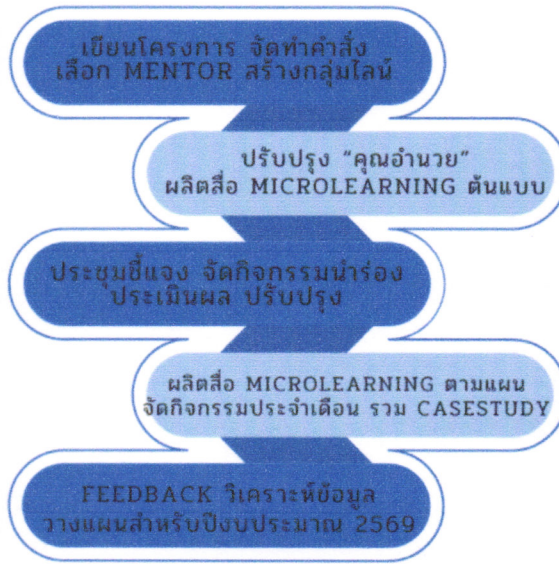 เขียนโครงการ จัดทำคำสั่ง
เลือก MENTOR สร้างกลุ่มไลน์
ปรับปรุง “คุณอำนวย”
ผลิตสื่อ MICROLEARNING ต้นแบบ
ประชุมชี้แจง จัดกิจกรรมนำร่อง
ประเมินผล ปรับปรุง
ผลิตสื่อ MICROLEARNING ตามแผน
จัดกิจกรรมประจำเดือน รวม CASESTUDY
FEEDBACK วิเคราะห์ข้อมูล
วางแผนสำหรับปีงบประมาณ 2569